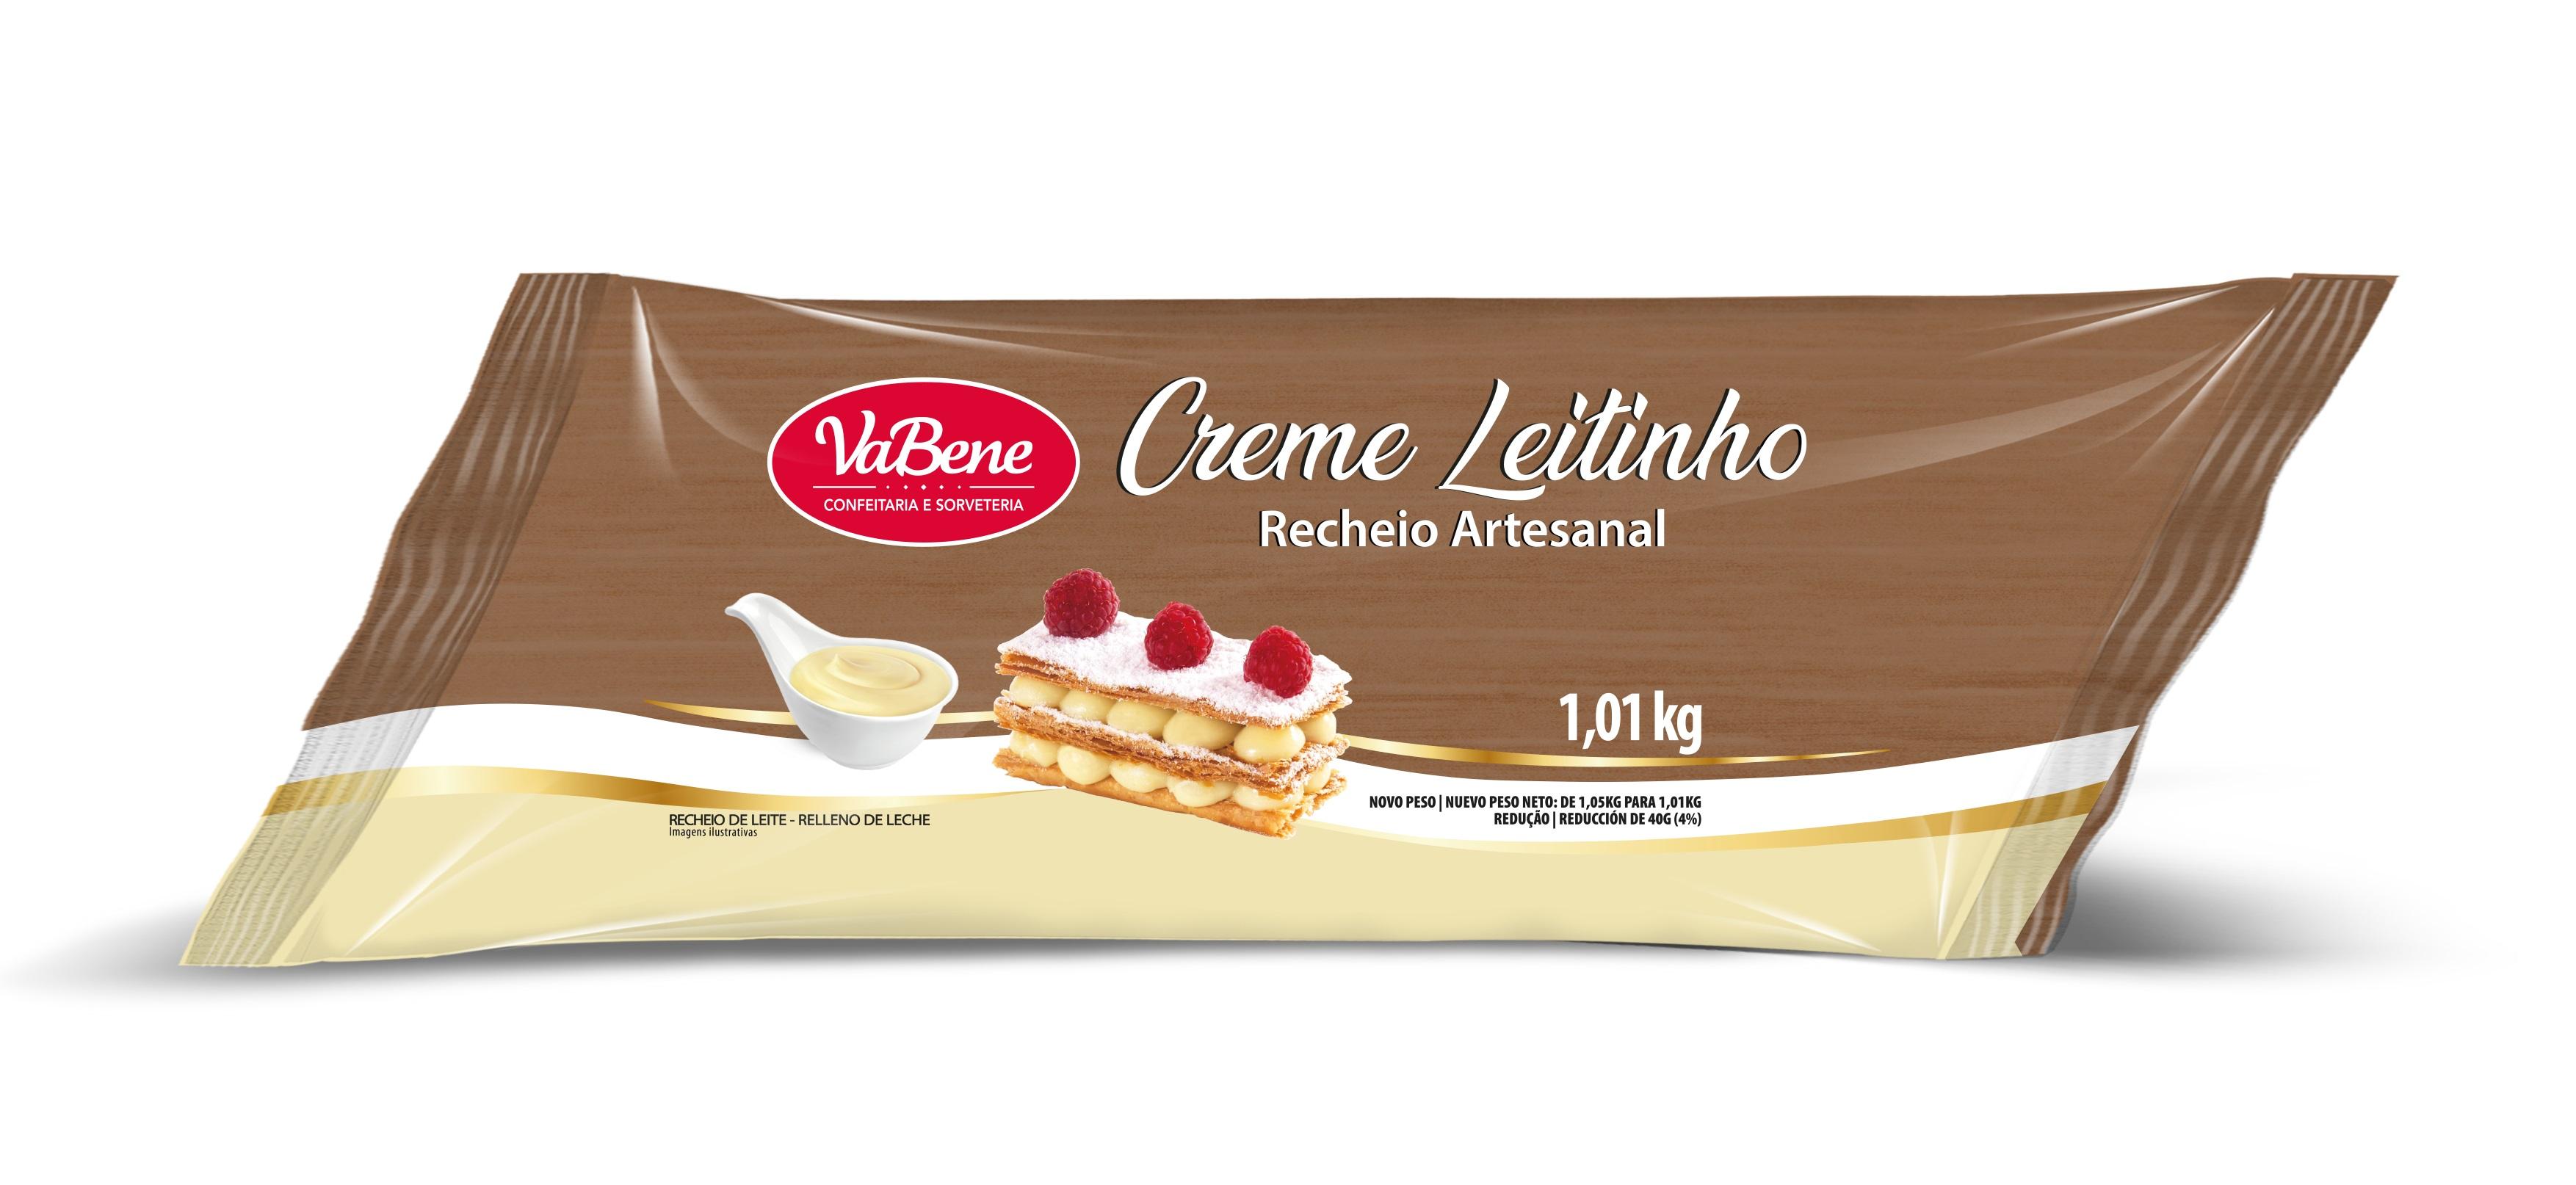 VaBene
CONFEITARIA E SORVETERIA
Creme Leitinho
Recheio Artesanal
1,01 kg
NOVO PESO | NUEVO PESO NETO: DE 1,05KG PARA 1,01KG
REDUÇÃO | REDUCCIÓN DE 40G (4%)
RECHEIO DE LEITE - RELLENO DE LECHE
Imagens ilustrativas